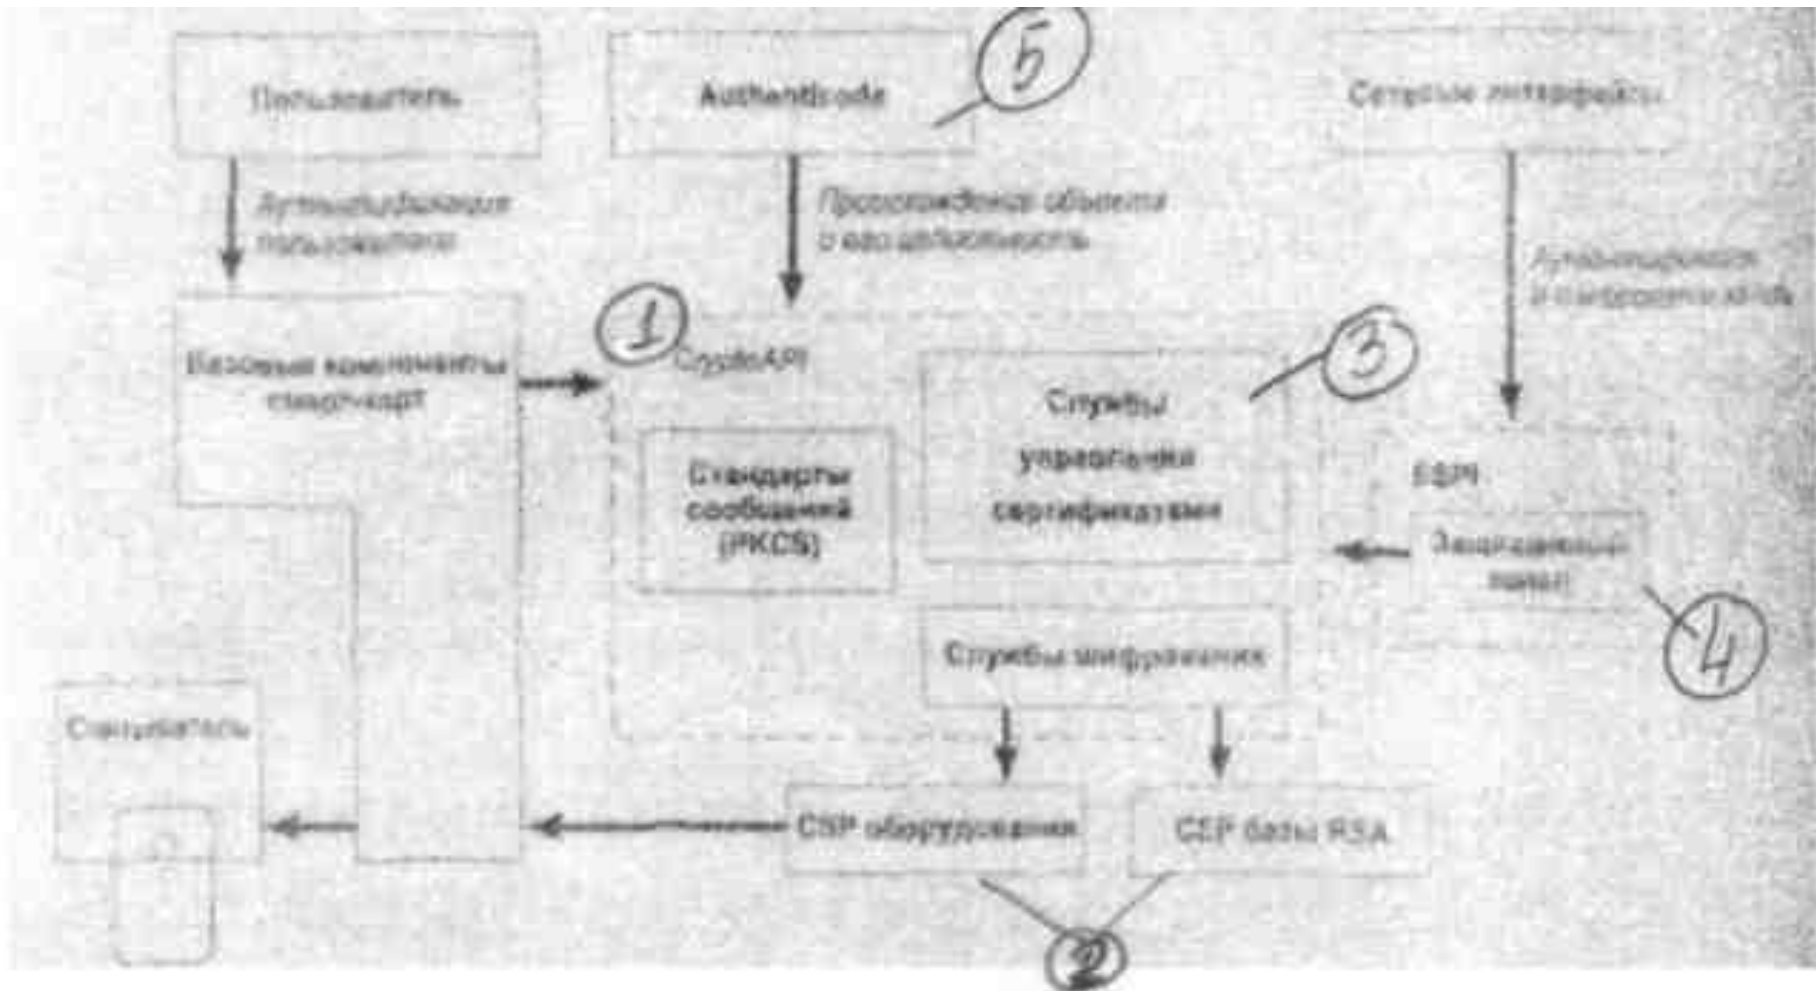 Пользователь
Authenticode
5
Сетевые интерфейсы
Аутентификация
пользователя
Происхождение объекта
и его целостность
Аутентификация
1
CryptoAPI
3
Базовые компоненты
смарт-карт
Службы
управления
сертификатами
Стандарты
сообщений
(PKCS)
SSPI
Защищенный
канал
4
Службы шифрования
Считыватель
CSP оборудования
CSP базы RSA
2